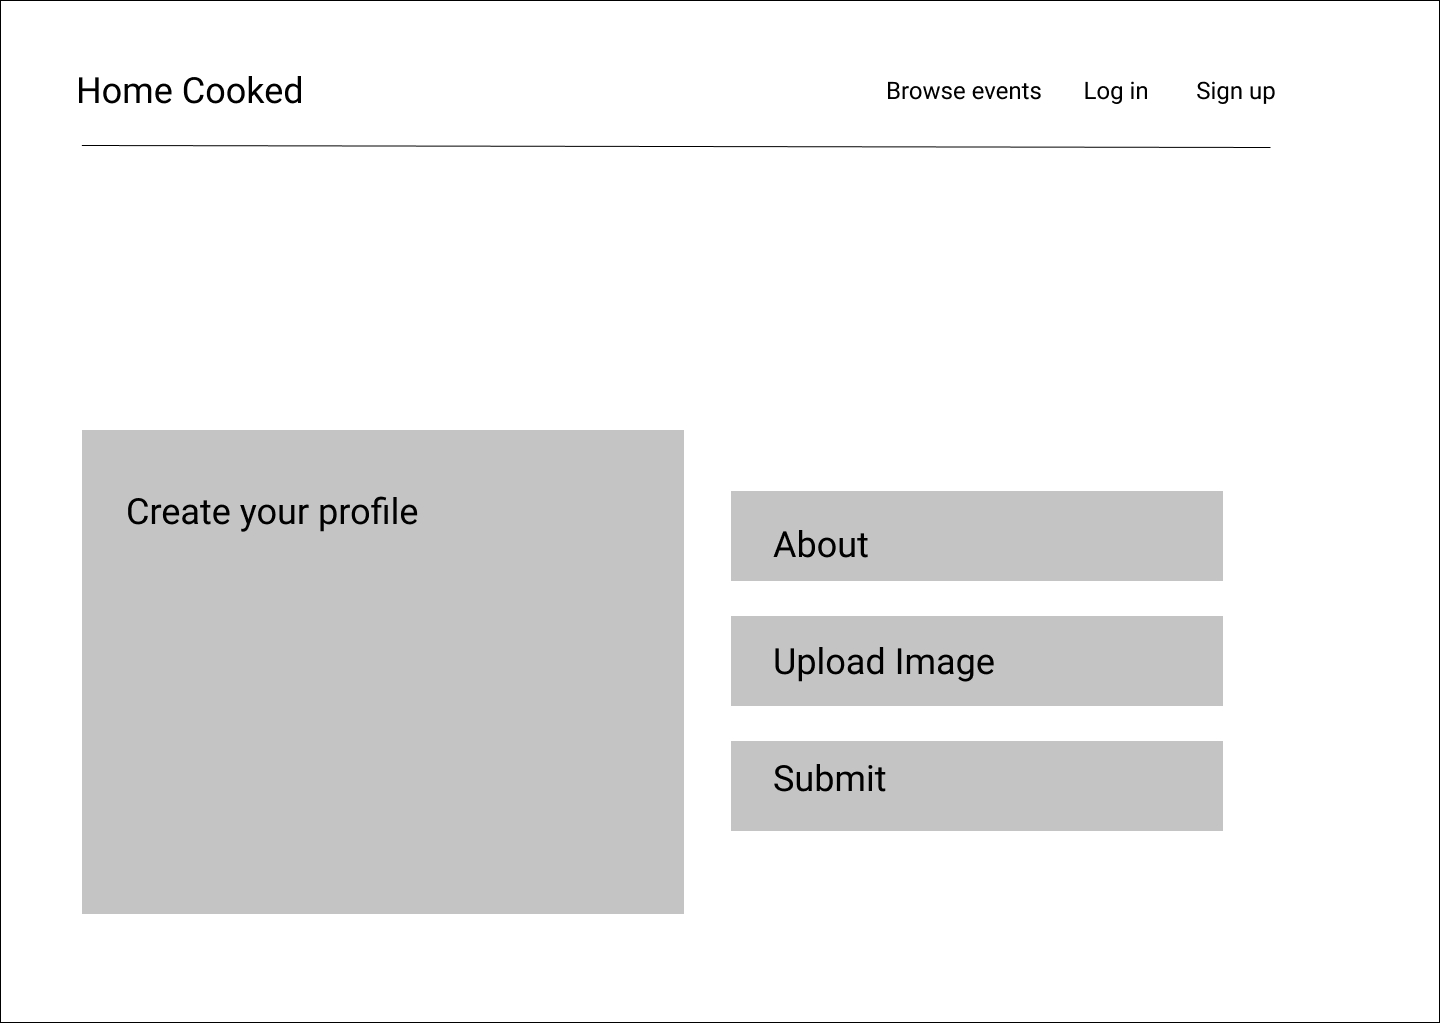 Home Cooked
Browse events
Log in
Sign up
Create your profile
About
Upload Image
Submit